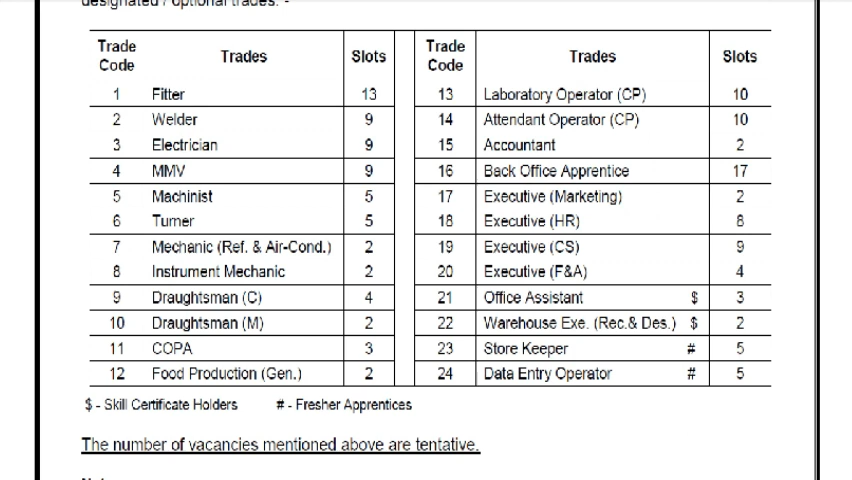 designated / optional trades. -
Trade Code Trades Slots Trade Code Trades Slots
1 Fitter 13 13 Laboratory Operator (CP) 10
2 Welder 9 14 Attendant Operator (CP) 10
3 Electrician 9 15 Accountant 2
4 MMV 9 16 Back Office Apprentice 17
5 Machinist 5 17 Executive (Marketing) 2
6 Turner 5 18 Executive (HR) 8
7 Mechanic (Ref. & Air-Cond.) 2 19 Executive (CS) 9
8 Instrument Mechanic 2 20 Executive (F&A) 4
9 Draughtsman (C) 4 21 Office Assistant $ 3
10 Draughtsman (M) 2 22 Warehouse Exe. (Rec.& Des.) $ 2
11 COPA 3 23 Store Keeper # 5
12 Food Production (Gen.) 2 24 Data Entry Operator # 5
$ - Skill Certificate Holders # - Fresher Apprentices
The number of vacancies mentioned above are tentative.